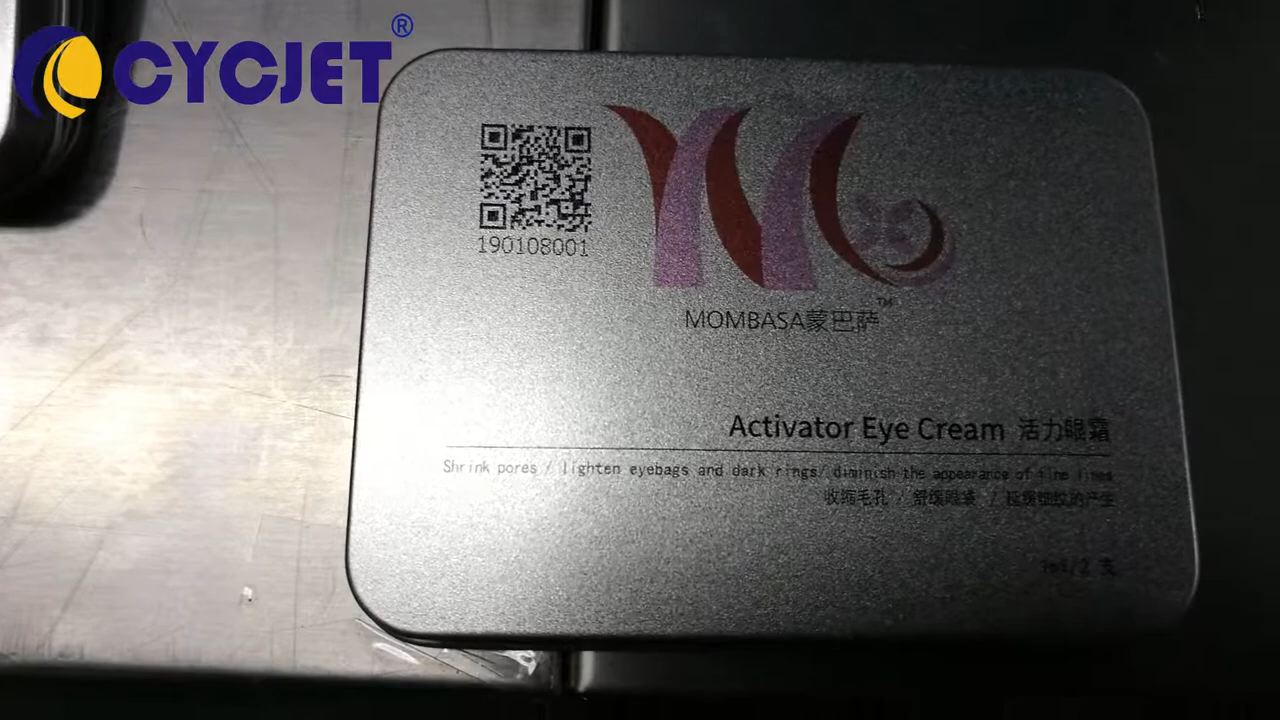 CYCJET®
190108001
MOMBASA蒙巴萨™
Activator Eye Cream 活力眼霜
Shrink pores / lighten eyebags and dark rings/ diminish the appearance of fine lines
收缩毛孔 / 舒缓眼袋 / 延缓细纹的产生
/2 支